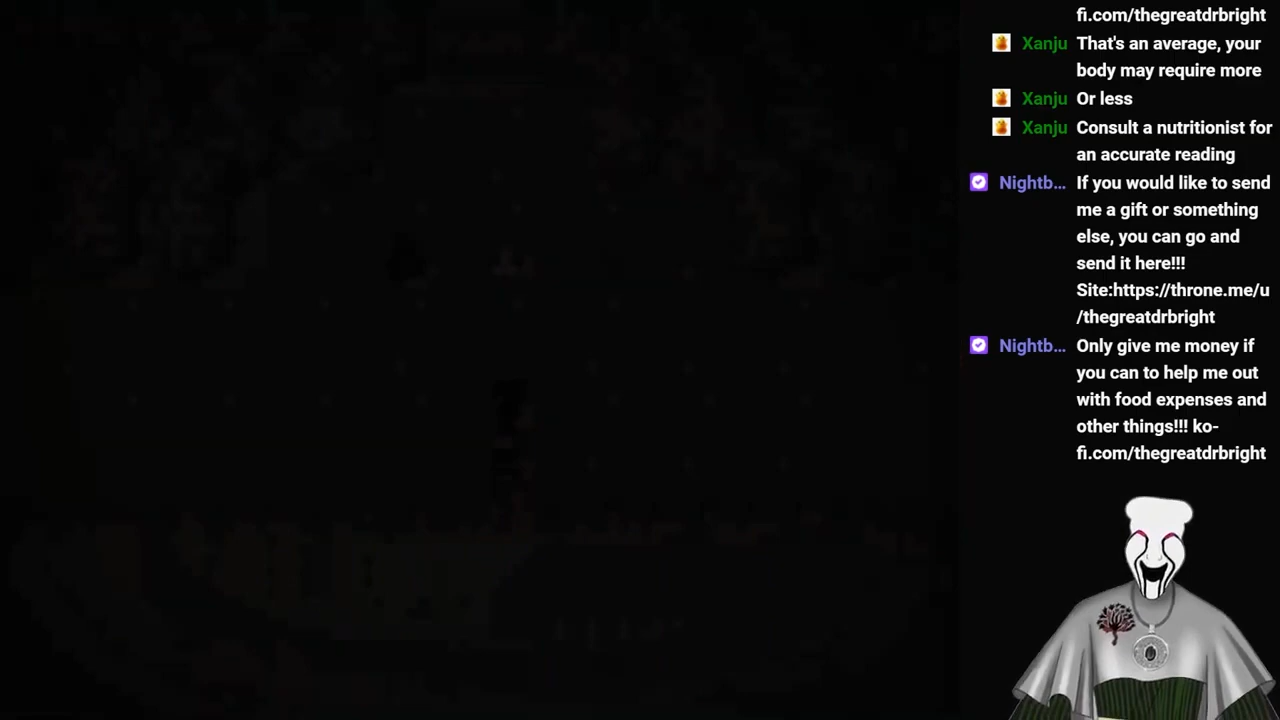 fi.com/thegreatdrbright
Xanju That's an average, your
body may require more
Xanju Or less
Xanju Consult a nutritionist for
an accurate reading
Nightb... If you would like to send
me a gift or something
else, you can go and
send it here!!!
Site:https://throne.me/u
/thegreatdrbright
Nightb... Only give me money if
you can to help me out
with food expenses and
other things!!! ko-
fi.com/thegreatdrbright